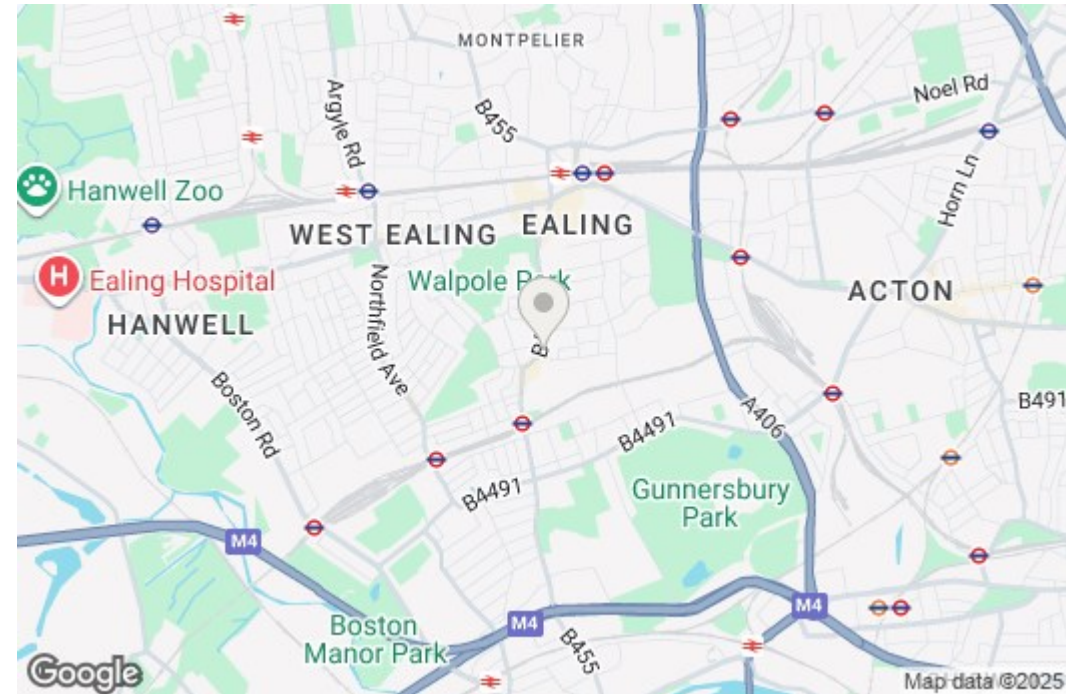 MONTPELIER
Noel Rd
Argyle Rd
B455
Horn Ln
Hanwell Zoo
WEST EALING
EALING
H
Ealing Hospital
Walpole Park
ACTON
HANWELL
Northfield Ave
Boston Rd
A406
B491
B4491
B4491
Gunnersbury
Park
M4
M4
M4
Boston
Manor Park
B455
Google
Map data ©2025